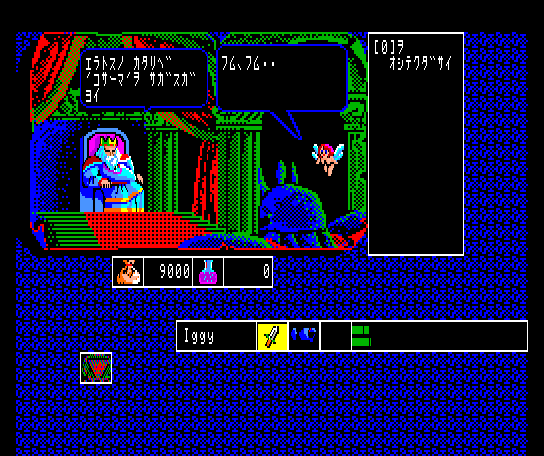 エラトスノ カタリベ
"コサーマ"ヲ サガスガ
ヨイ
フム、フム・・
[0]ヲ
オシテクダサイ
9000
0
Iggy